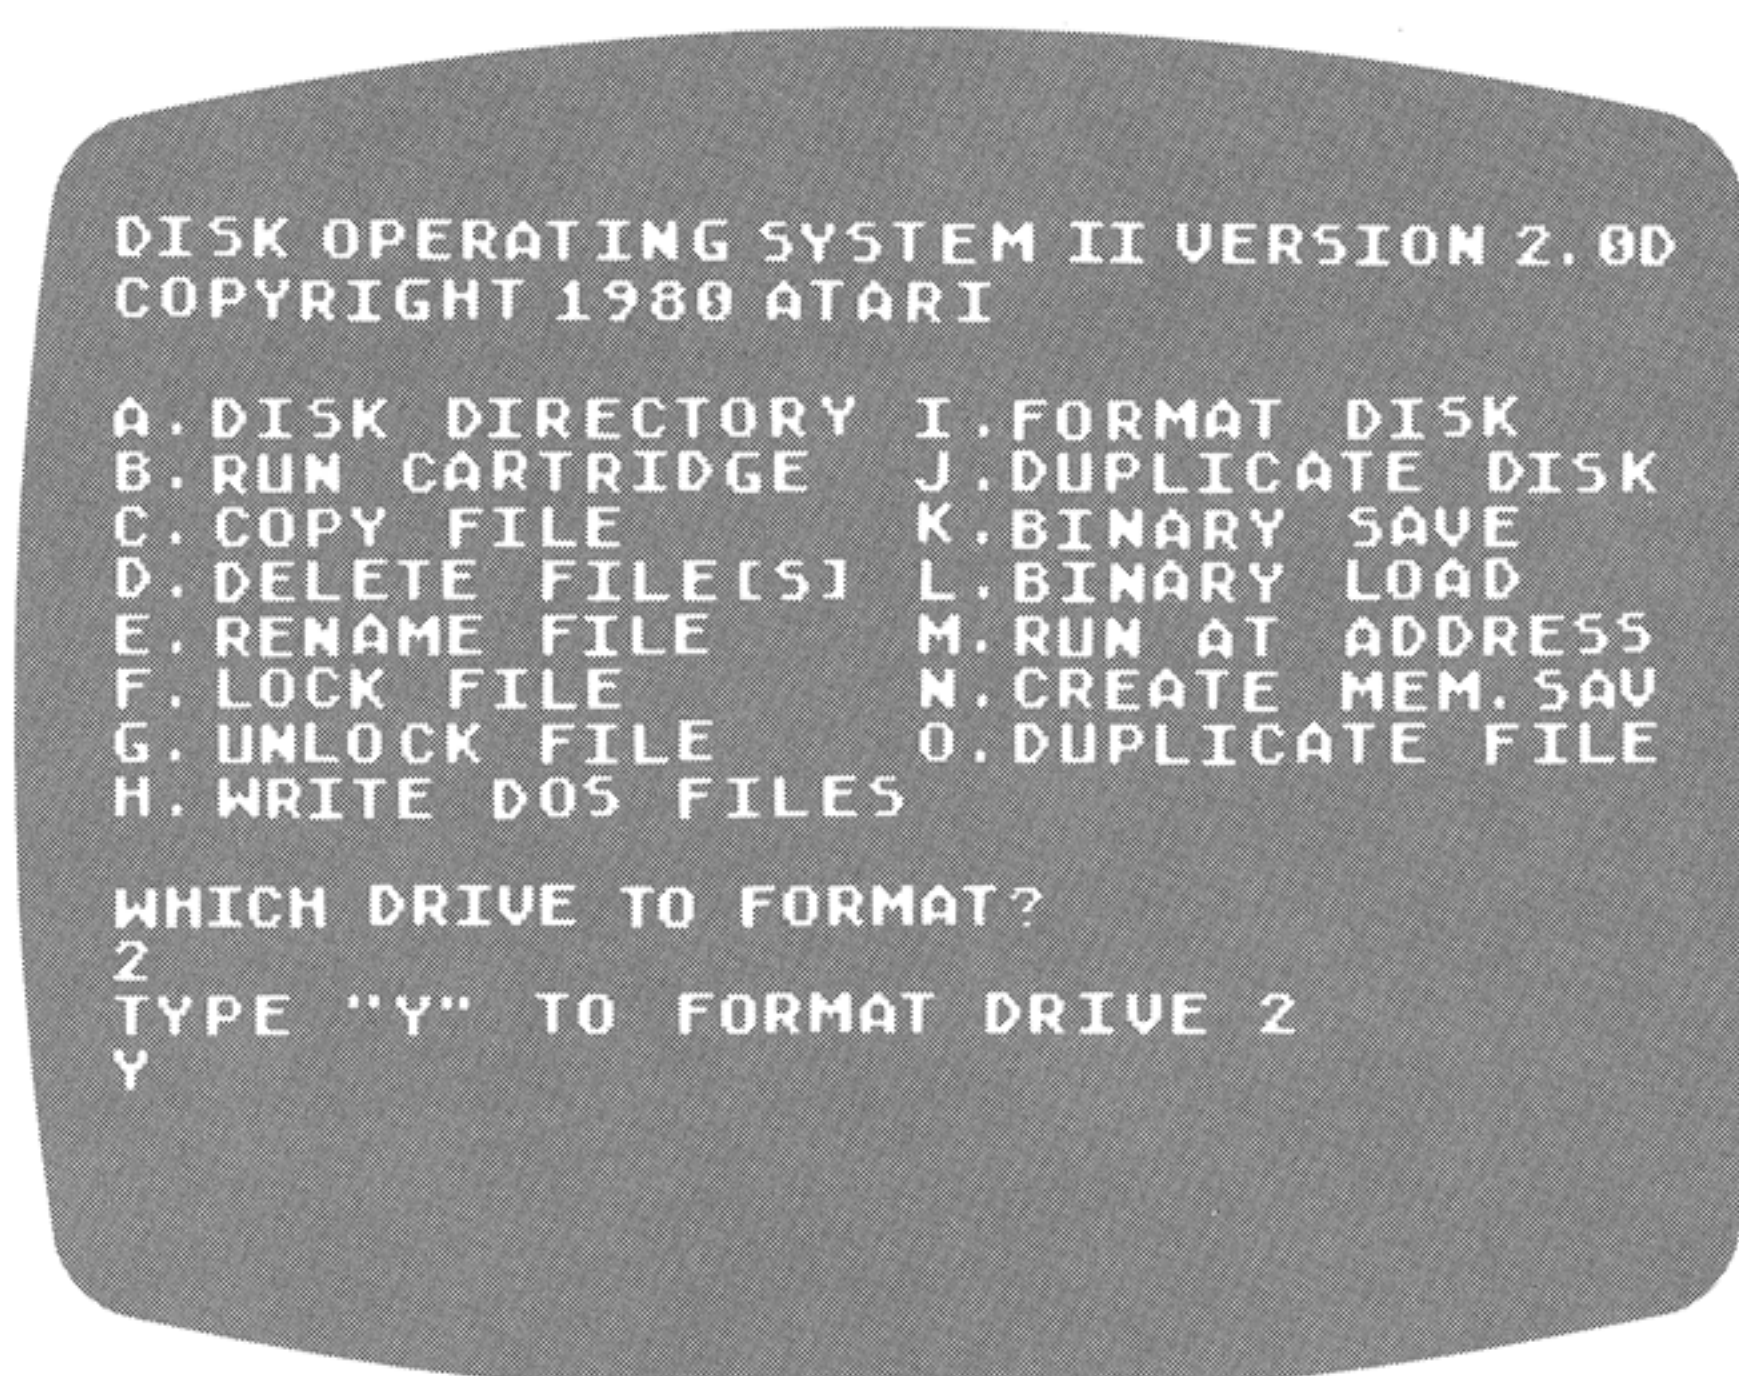 DISK OPERATING SYSTEM II VERSION 2.0D
COPYRIGHT 1980 ATARI
A. DISK DIRECTORY I. FORMAT DISK
B. RUN CARTRIDGE J. DUPLICATE DISK
C. COPY FILE K. BINARY SAVE
D. DELETE FILE[S] L. BINARY LOAD
E. RENAME FILE M. RUN AT ADDRESS
F. LOCK FILE N. CREATE MEM.SAV
G. UNLOCK FILE O. DUPLICATE FILE
H. WRITE DOS FILES
WHICH DRIVE TO FORMAT?
2
TYPE "Y" TO FORMAT DRIVE 2
Y